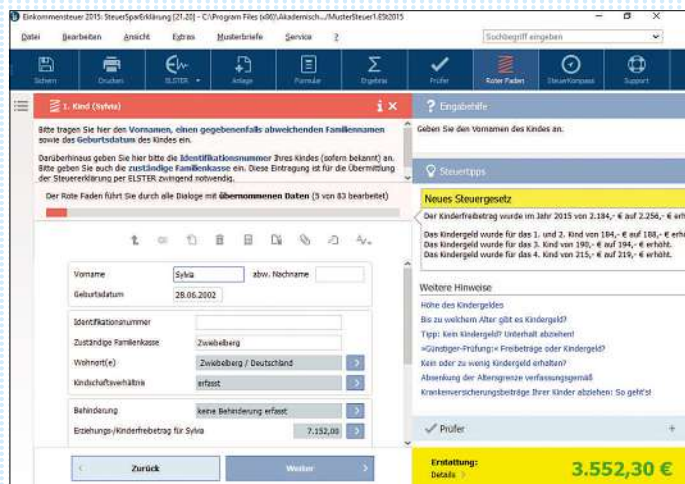 Einkommensteuer 2015: SteuerSparErklärung [21.20] - C:\Program Files (x86)\Akademisch.../MusterSteuer1.ESt2015
Datei Bearbeiten Ansicht Extras Musterbriefe Service ?
Suchbegriff eingeben
Sichern Drucken ELSTER Anlage Formular Ergebnis Prüfer Roter Faden SteuerKompass Support
1. Kind (Sylvia)
Bitte tragen Sie hier den Vornamen, einen gegebenenfalls abweichenden Familiennamen
sowie das Geburtsdatum des Kindes ein.
Darüberhinaus geben Sie hier bitte die Identifikationsnummer Ihres Kindes (sofern bekannt) an.
Bitte geben Sie auch die zuständige Familienkasse ein. Diese Eintragung ist für die Übermittlung
der Steuererklärung per ELSTER zwingend notwendig.
Der Rote Faden führt Sie durch alle Dialoge mit übernommenen Daten (5 von 83 bearbeitet)
Vorname Sylvia abw. Nachname
Geburtsdatum 28.06.2002
Identifikationsnummer
Zuständige Familienkasse Zwiebelberg
Wohnort(e) Zwiebelberg / Deutschland
Kindschaftsverhältnis erfasst
Behinderung keine Behinderung erfasst
Erziehungs-/Kinderfreibetrag für Sylvia 7.152,00
Zurück Weiter
? Eingabehilfe
Geben Sie den Vornamen des Kindes an.
Steuertipps
Neues Steuergesetz
Der Kinderfreibetrag wurde im Jahr 2015 von 2.184,- € auf 2.256,- € erh
Das Kindergeld wurde für das 1. und 2. Kind von 184,- € auf 188,- € erh
Das Kindergeld wurde für das 3. Kind von 190,- € auf 194,- € erhöht.
Das Kindergeld wurde für das 4. Kind von 215,- € auf 219,- € erhöht.
Weitere Hinweise
Höhe des Kindergeldes
Bis zu welchem Alter gibt es Kindergeld?
Tipp: Kein Kindergeld? Unterhalt abziehen!
»Günstiger-Prüfung:« Freibeträge oder Kindergeld?
Kein oder zu wenig Kindergeld erhalten?
Absenkung der Altersgrenze verfassungsgemäß
Krankenversicherungsbeiträge Ihrer Kinder abziehen: So geht's!
Prüfer +
Erstattung:
Details
3.552,30 €